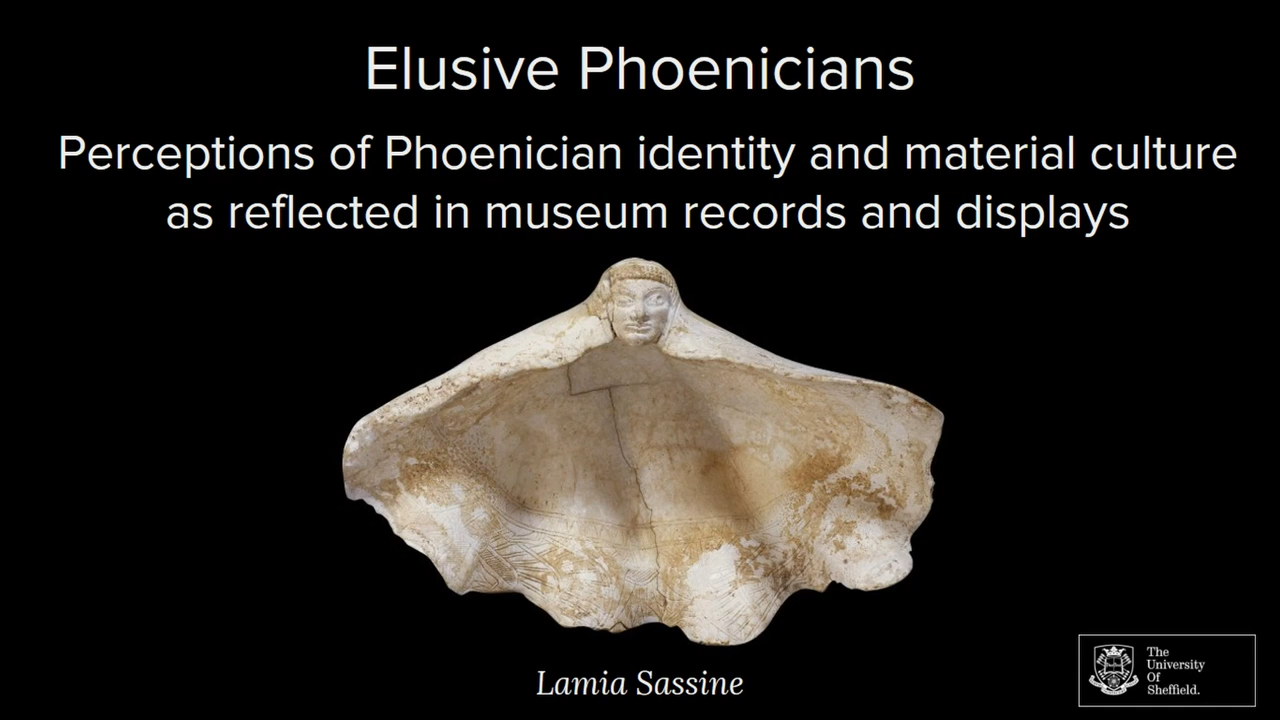 Elusive Phoenicians
Perceptions of Phoenician identity and material culture
as reflected in museum records and displays
Lamia Sassine
The
University
Of
Sheffield.